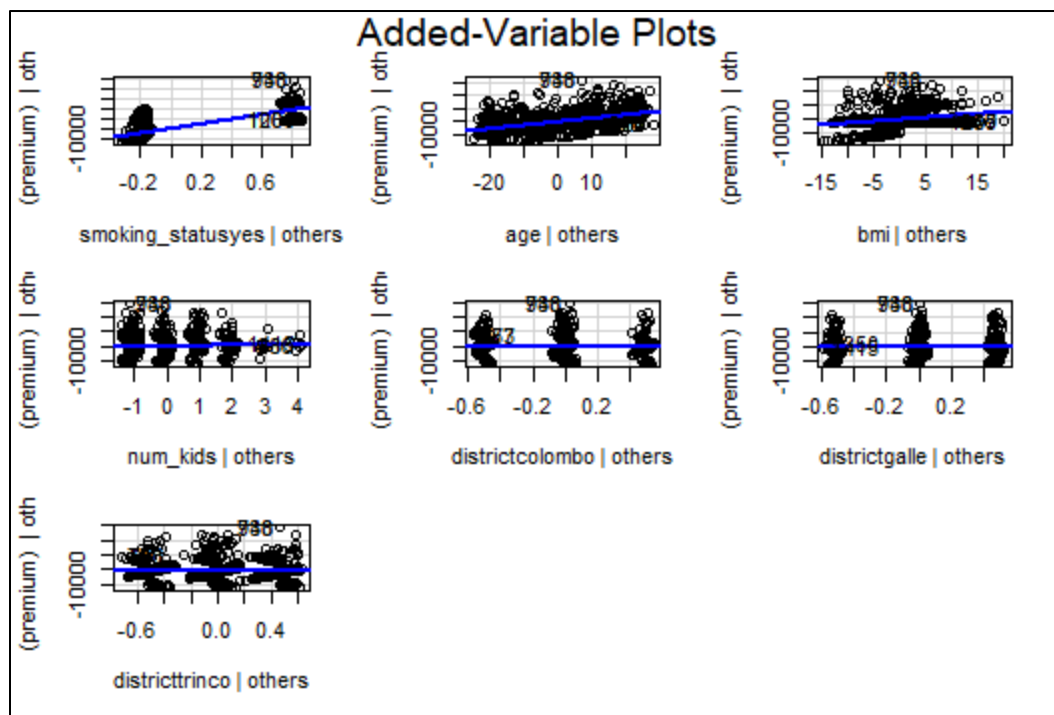 Added-Variable Plots
(premium) | oth
-10000
-0.2 0.2 0.6
smoking_statusyes | others
(premium) | oth
-10000
-20 0 10
age | others
(premium) | oth
-10000
-15 -5 5 15
bmi | others
(premium) | oth
-10000
-1 0 1 2 3 4
num_kids | others
(premium) | oth
-10000
-0.6 -0.2 0.2
districtcolombo | others
(premium) | oth
-10000
-0.6 -0.2 0.2
districtgalle | others
(premium) | oth
-10000
-0.6 0.0 0.4
districttrinco | others